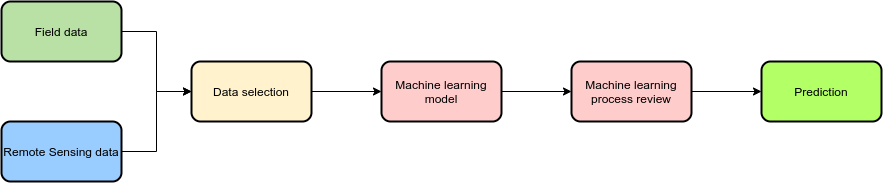 Field data
Remote Sensing data
Data selection
Machine learning
model
Machine learning
process review
Prediction